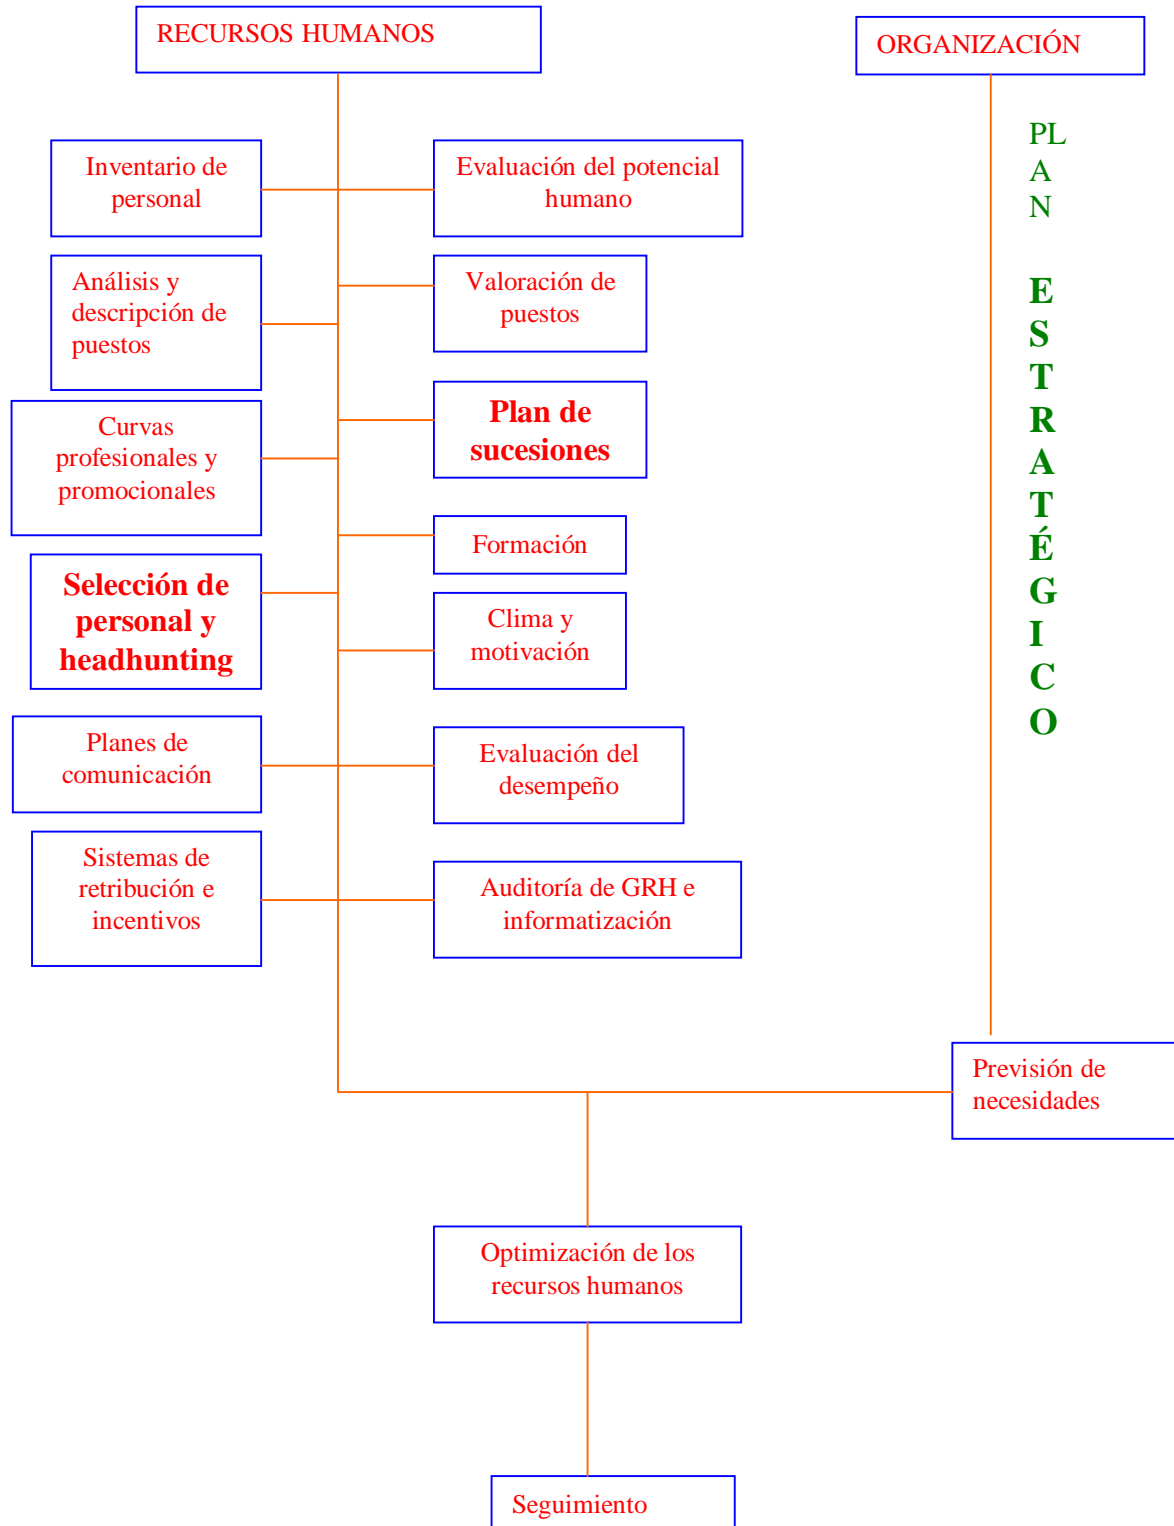 RECURSOS HUMANOS
ORGANIZACIÓN
PL
A
N
E
S
T
R
A
T
É
G
I
C
O
Inventario de
personal
Evaluación del potencial
humano
Análisis y
descripción de
puestos
Valoración de
puestos
Curvas
profesionales y
promocionales
Plan de
sucesiones
Selección de
personal y
headhunting
Formación
Clima y
motivación
Planes de
comunicación
Evaluación del
desempeño
Sistemas de
retribución e
incentivos
Auditoría de GRH e
informatización
Previsión de
necesidades
Optimización de los
recursos humanos
Seguimiento